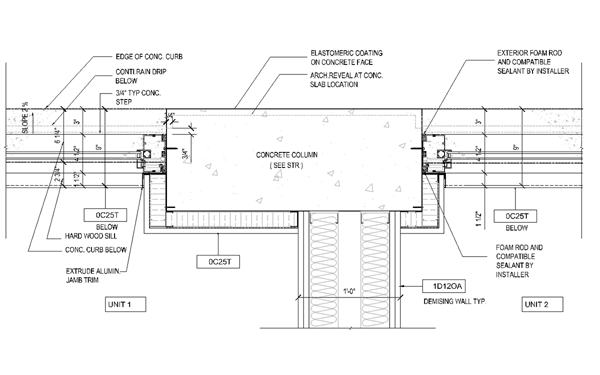 EDGE OF CONC. CURB
CONTI.RAIN DRIP
BELOW
3/4" TYP CONC.
STEP
ELASTOMERIC COATING
ON CONCRETE FACE
ARCH.REVEAL AT CONC.
SLAB LOCATION
EXTERIOR FOAM ROD
AND COMPATIBLE
SEALANT BY INSTALLER
SLOPE 2 %
6 1/4"
3"
9"
4 1/2"
2 3/4"
1 1/2"
3/4"
3/4"
CONCRETE COLUMN
( SEE STR )
3"
4 1/2"
9"
1 1/2"
0C25T
BELOW
HARD WOOD SILL
CONC. CURB BELOW
EXTRUDE ALUMIN.
JAMB TRIM
0C25T
0C25T
BELOW
FOAM ROD AND
COMPATIBLE
SEALANT BY
INSTALLER
1'-0"
1D12OA
DEMISING WALL TYP.
UNIT 1
UNIT 2